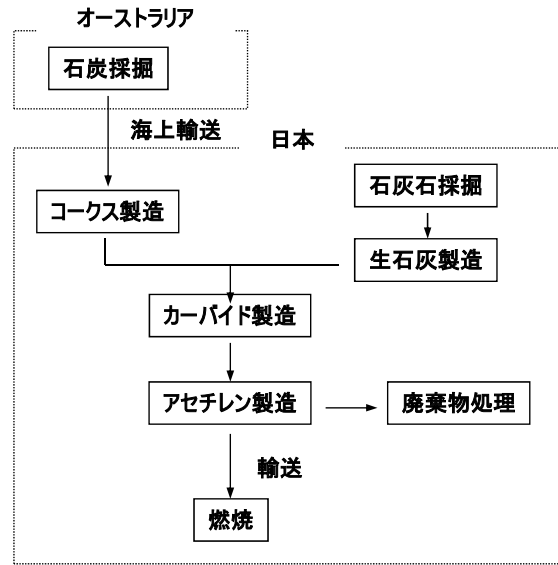 オーストラリア
石炭採掘
海上輸送
日本
石灰石採掘
コークス製造
生石灰製造
カーバイド製造
アセチレン製造
廃棄物処理
輸送
燃焼